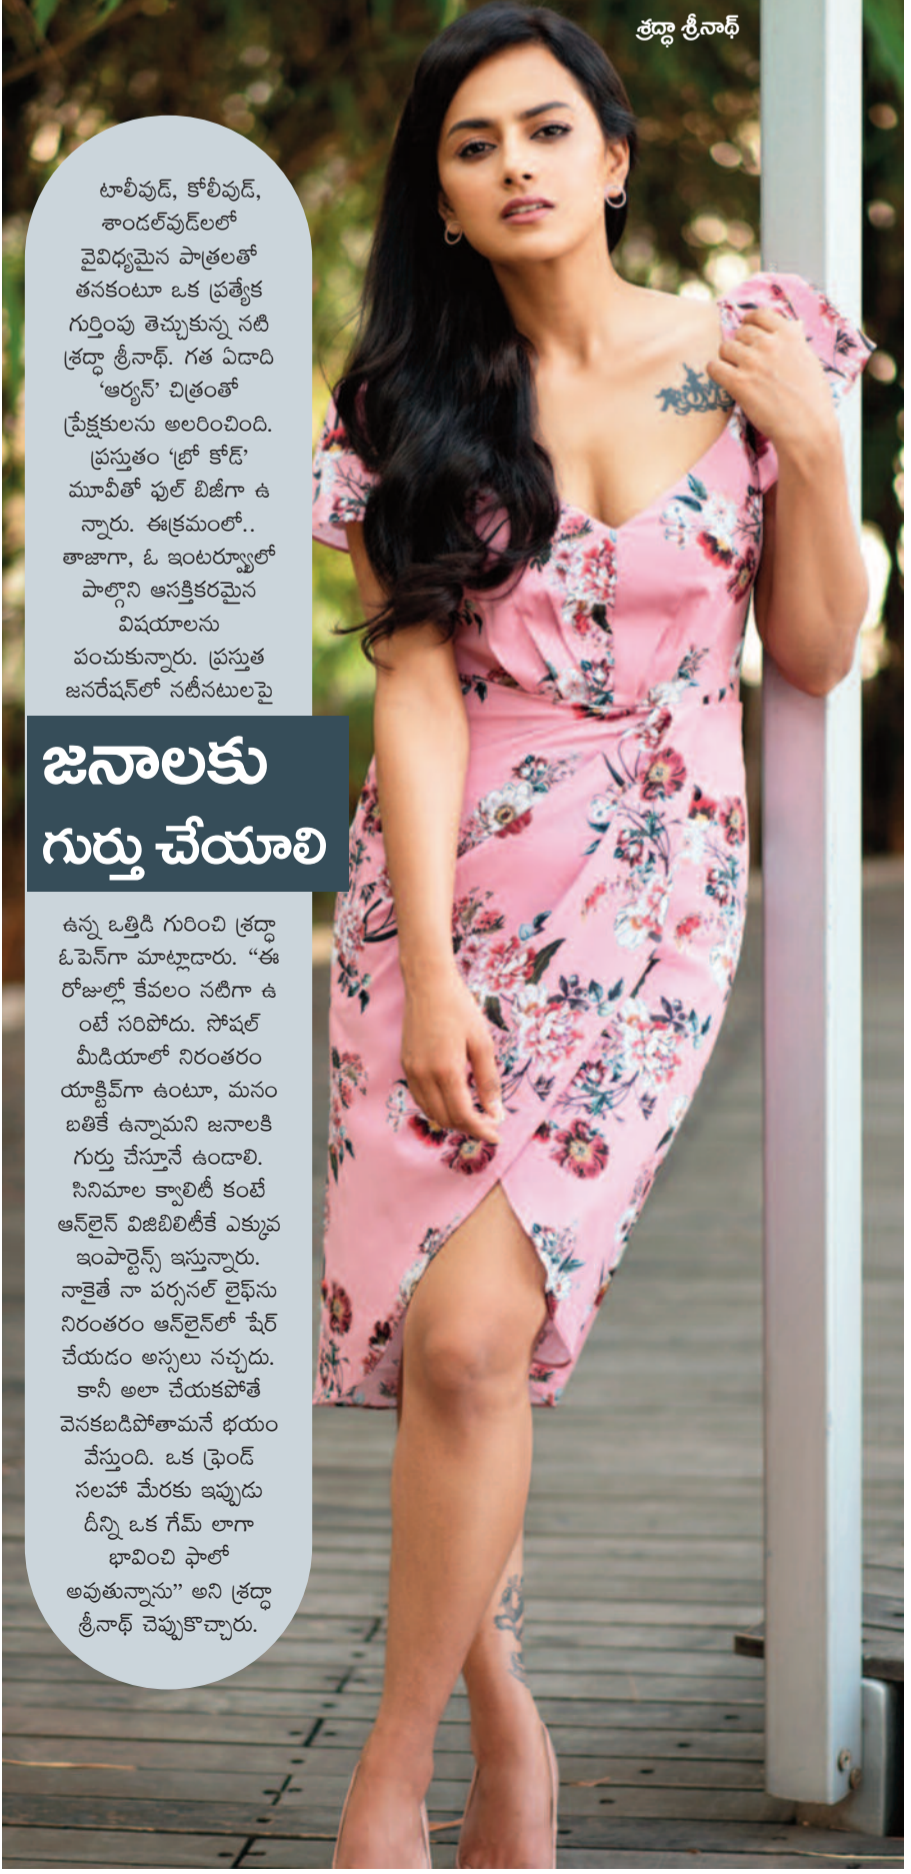 శ్రద్ధా శ్రీనాథ్
టాలీవుడ్, కోలీవుడ్,
శాండల్‌వుడ్‌లలో
వైవిధ్యమైన పాత్రలతో
తనకంటూ ఒక ప్రత్యేక
గుర్తింపు తెచ్చుకున్న నటి
శ్రద్ధా శ్రీనాథ్. గత ఏడాది
‘ఆర్యన్’ చిత్రంతో
ప్రేక్షకులను అలరించింది.
ప్రస్తుతం ‘బ్రో కోడ్’
మూవీతో ఫుల్ బిజీగా ఉ
న్నారు. ఈక్రమంలో..
తాజాగా, ఓ ఇంటర్వ్యూలో
పాల్గొని ఆసక్తికరమైన
విషయాలను
పంచుకున్నారు. ప్రస్తుత
జనరేషన్‌లో నటీనటులపై
జనాలకు
గుర్తు చేయాలి
ఉన్న ఒత్తిడి గురించి శ్రద్ధా
ఓపెన్‌గా మాట్లాడారు. “ఈ
రోజుల్లో కేవలం నటిగా ఉ
ంటే సరిపోదు. సోషల్
మీడియాలో నిరంతరం
యాక్టివ్‌గా ఉంటూ, మనం
బతికే ఉన్నామని జనాలకి
గుర్తు చేస్తూనే ఉండాలి.
సినిమాల క్వాలిటీ కంటే
ఆన్‌లైన్ విజిబిలిటీకే ఎక్కువ
ఇంపార్టెన్స్ ఇస్తున్నారు.
నాకైతే నా పర్సనల్ లైఫ్‌ను
నిరంతరం ఆన్‌లైన్‌లో షేర్
చేయడం అస్సలు నచ్చదు.
కానీ అలా చేయకపోతే
వెనకబడిపోతామనే భయం
వేస్తుంది. ఒక ఫ్రెండ్
సలహా మేరకు ఇప్పుడు
దీన్ని ఒక గేమ్ లాగా
భావించి ఫాలో
అవుతున్నాను” అని శ్రద్ధా
శ్రీనాథ్ చెప్పుకొచ్చారు.